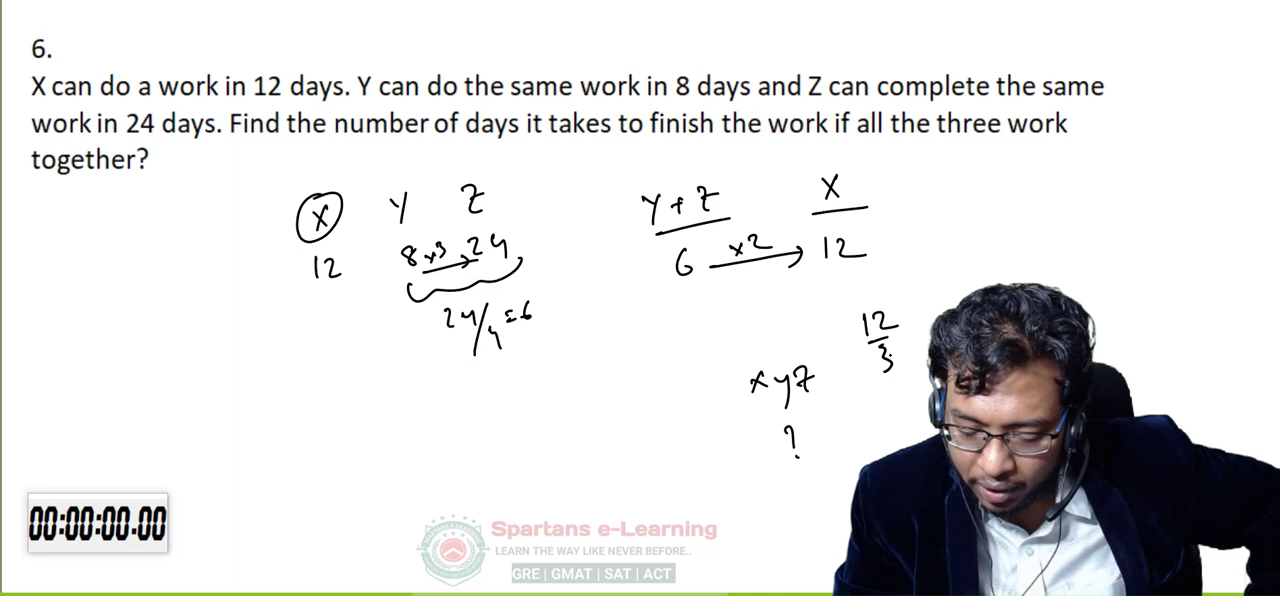 6.
X can do a work in 12 days. Y can do the same work in 8 days and Z can complete the same
work in 24 days. Find the number of days it takes to finish the work if all the three work
together?
X Y Z
12 8 x3 24
24/4 = 6
Y + Z X
6 x2 12
12/3
x y z
?
00:00:00.00
Spartans e-Learning
LEARN THE WAY LIKE NEVER BEFORE..
GRE | GMAT | SAT | ACT